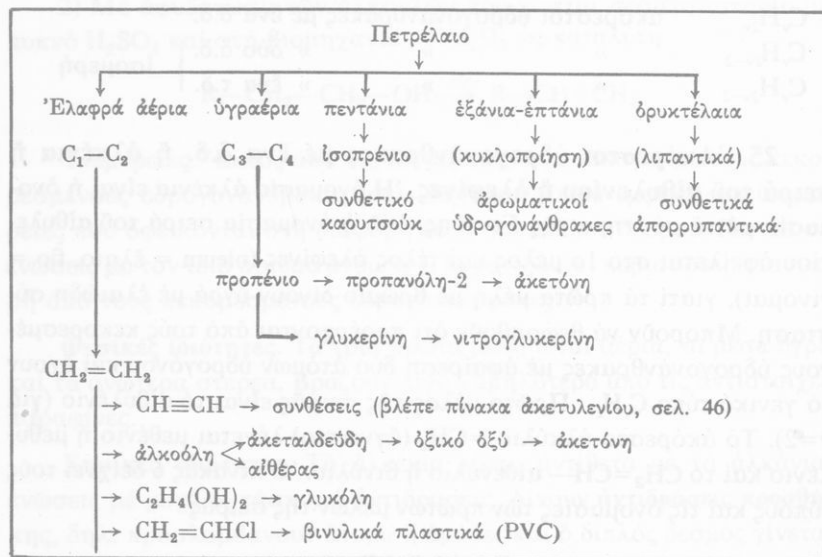 Πετρέλαιο
Ἐλαφρά ἀέρια ὑγραέρια πεντάνια ἑξάνια-ἑπτάνια ὀρυκτέλαια
C₁—C₂ C₃—C₄ ἰσοπρένιο (κυκλοποίηση) (λιπαντικά)
συνθετικό ἀρωματικοί συνθετικά
καουτσούκ ὑδρογονάνθρακες ἀπορρυπαντικά
προπένιο → προπανόλη-2 → ἀκετόνη
→ γλυκερίνη → νιτρογλυκερίνη
CH₂=CH₂
→ CH≡CH → συνθέσεις (βλέπε πίνακα ἀκετυλενίου, σελ. 46)
→ ἀλκοόλη ἀκεταλδεΰδη → ὀξικό ὀξύ → ἀκετόνη
αἰθέρας
→ C₂H₄(OH)₂ → γλυκόλη
→ CH₂=CHCl → βινυλικά πλαστικά (PVC)